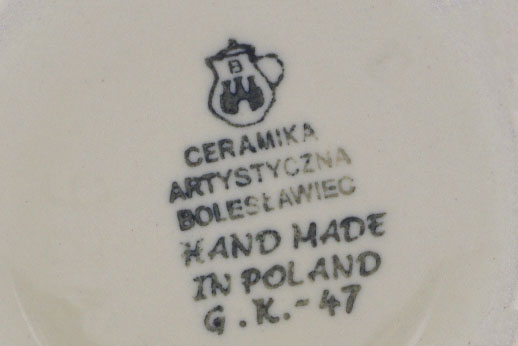 B
CERAMIKA
ARTYSTYCZNA
BOLESŁAWIEC
HAND MADE
IN POLAND
G.K.-47